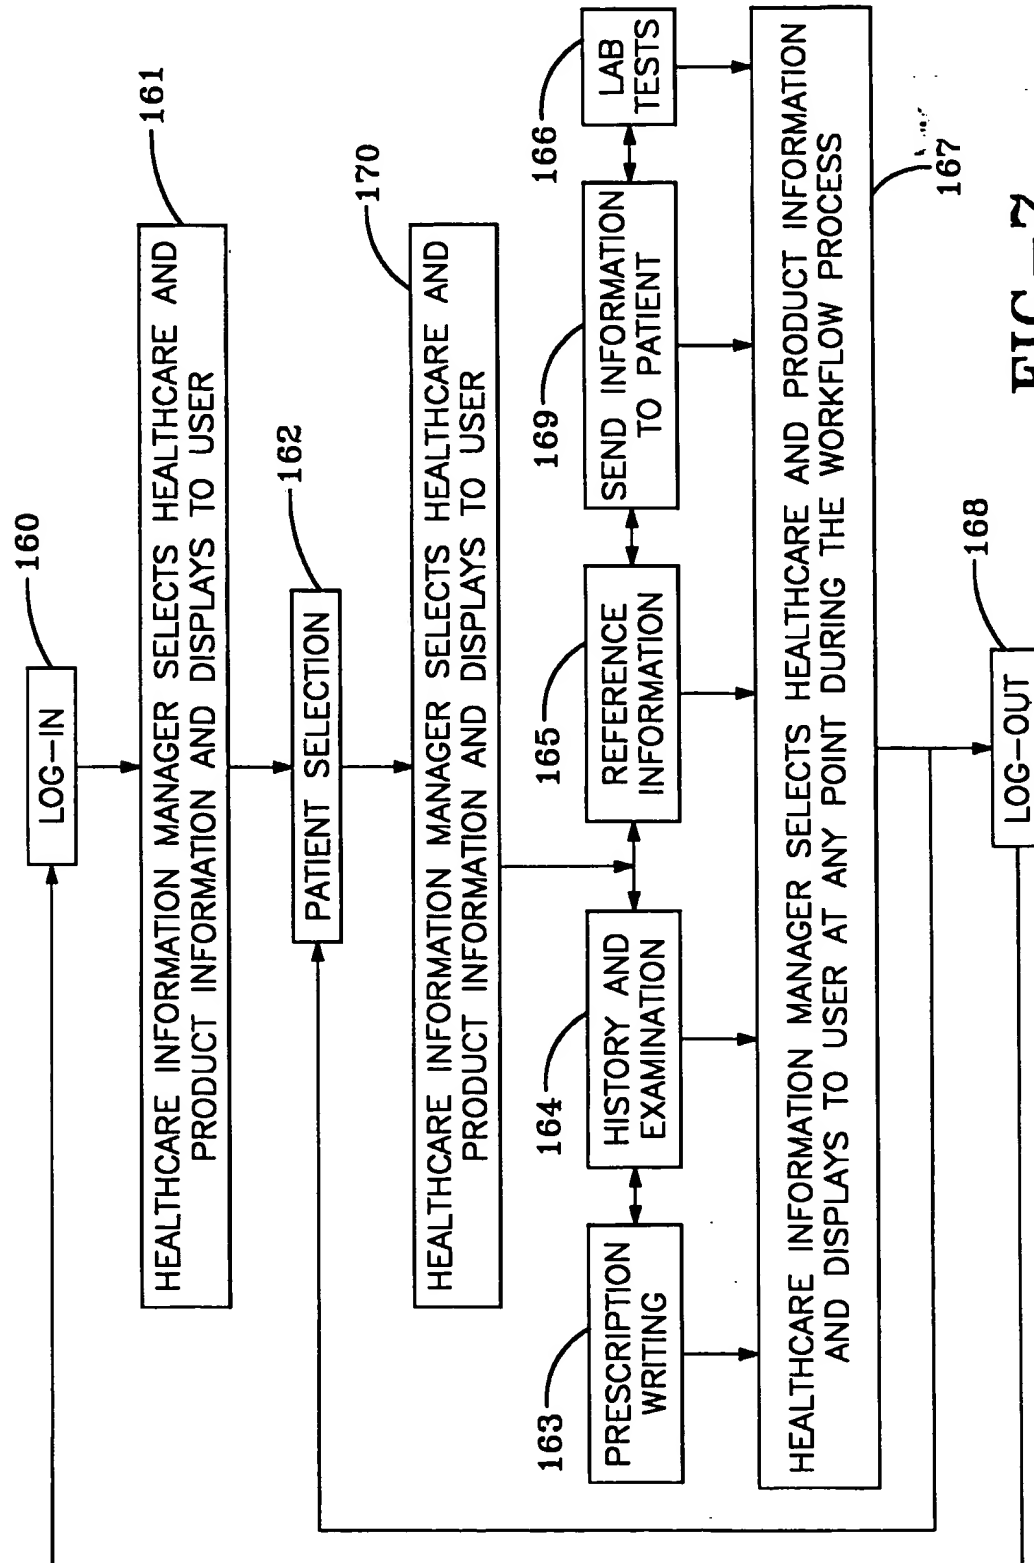 160
LOG-IN
161
HEALTHCARE INFORMATION MANAGER SELECTS HEALTHCARE AND
PRODUCT INFORMATION AND DISPLAYS TO USER
162
PATIENT SELECTION
170
HEALTHCARE INFORMATION MANAGER SELECTS HEALTHCARE AND
PRODUCT INFORMATION AND DISPLAYS TO USER
163
PRESCRIPTION
WRITING
164
HISTORY AND
EXAMINATION
165
REFERENCE
INFORMATION
169
SEND INFORMATION
TO PATIENT
166
LAB
TESTS
HEALTHCARE INFORMATION MANAGER SELECTS HEALTHCARE AND PRODUCT INFORMATION
AND DISPLAYS TO USER AT ANY POINT DURING THE WORKFLOW PROCESS
167
168
LOG-OUT
FIG-7